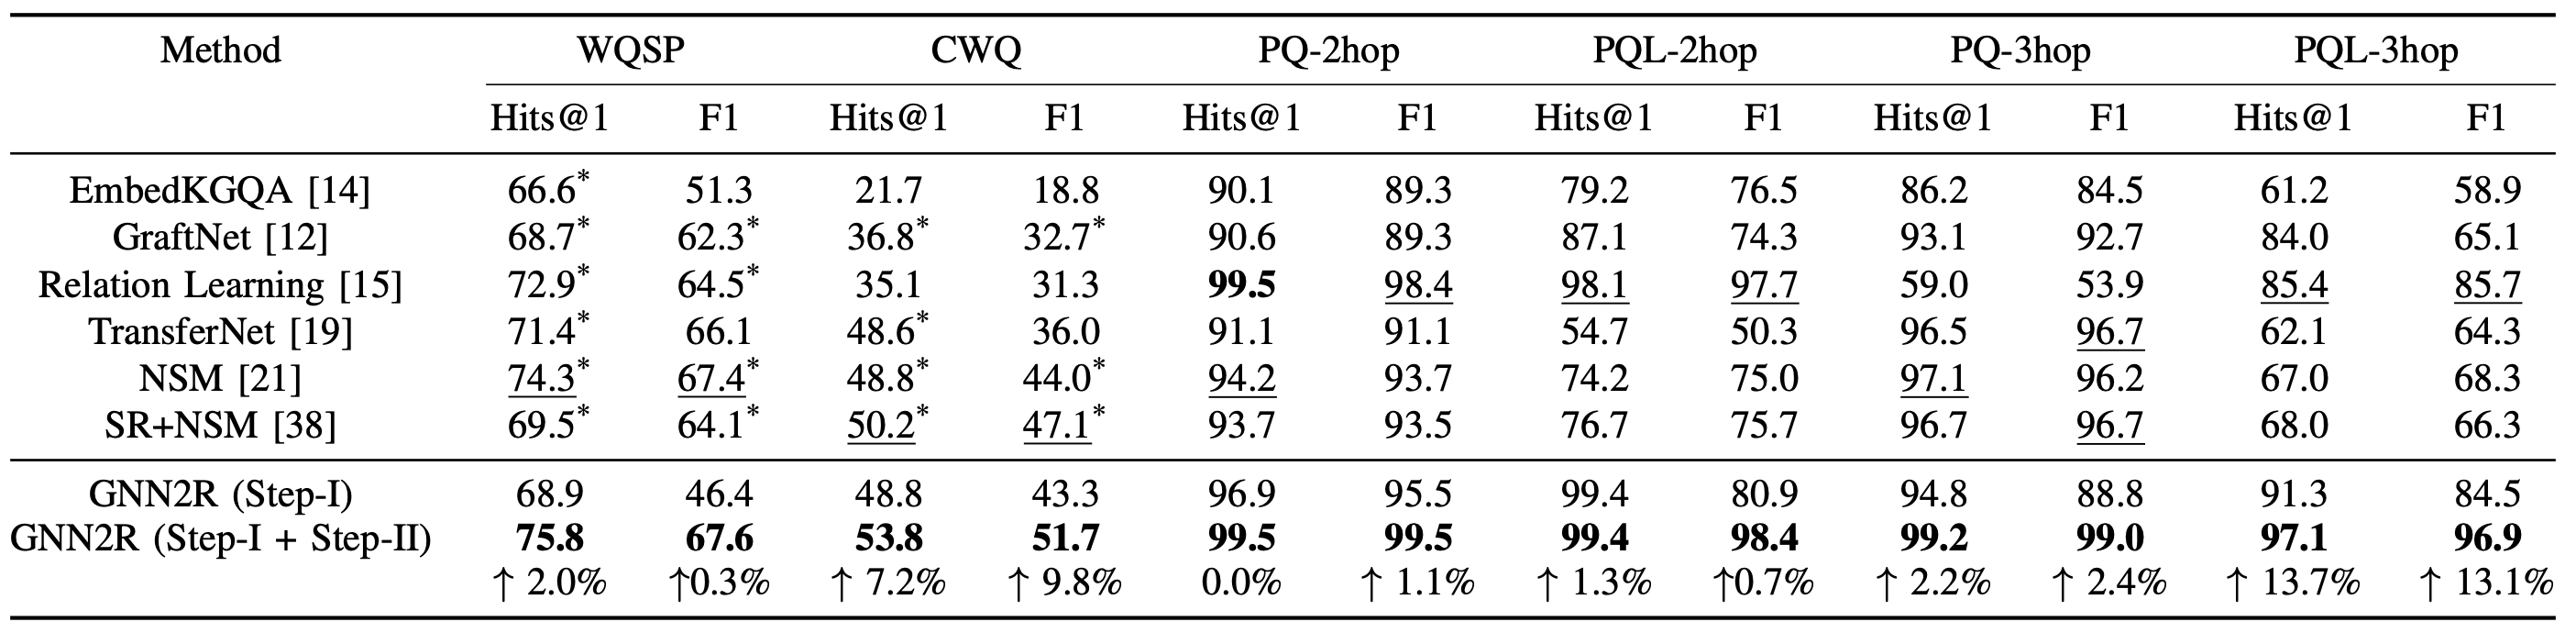 Method WQSP CWQ PQ-2hop PQL-2hop PQ-3hop PQL-3hop
Hits@1 F1 Hits@1 F1 Hits@1 F1 Hits@1 F1 Hits@1 F1 Hits@1 F1
EmbedKGQA [14] 66.6* 51.3 21.7 18.8 90.1 89.3 79.2 76.5 86.2 84.5 61.2 58.9
GraftNet [12] 68.7* 62.3* 36.8* 32.7* 90.6 89.3 87.1 74.3 93.1 92.7 84.0 65.1
Relation Learning [15] 72.9* 64.5* 35.1 31.3 99.5 98.4 98.1 97.7 59.0 53.9 85.4 85.7
TransferNet [19] 71.4* 66.1 48.6* 36.0 91.1 91.1 54.7 50.3 96.5 96.7 62.1 64.3
NSM [21] 74.3* 67.4* 48.8* 44.0* 94.2 93.7 74.2 75.0 97.1 96.2 67.0 68.3
SR+NSM [38] 69.5* 64.1* 50.2* 47.1* 93.7 93.5 76.7 75.7 96.7 96.7 68.0 66.3
GNN2R (Step-I) 68.9 46.4 48.8 43.3 96.9 95.5 99.4 80.9 94.8 88.8 91.3 84.5
GNN2R (Step-I + Step-II) 75.8 67.6 53.8 51.7 99.5 99.5 99.4 98.4 99.2 99.0 97.1 96.9
↑ 2.0% ↑0.3% ↑ 7.2% ↑ 9.8% 0.0% ↑ 1.1% ↑ 1.3% ↑0.7% ↑ 2.2% ↑ 2.4% ↑ 13.7% ↑ 13.1%